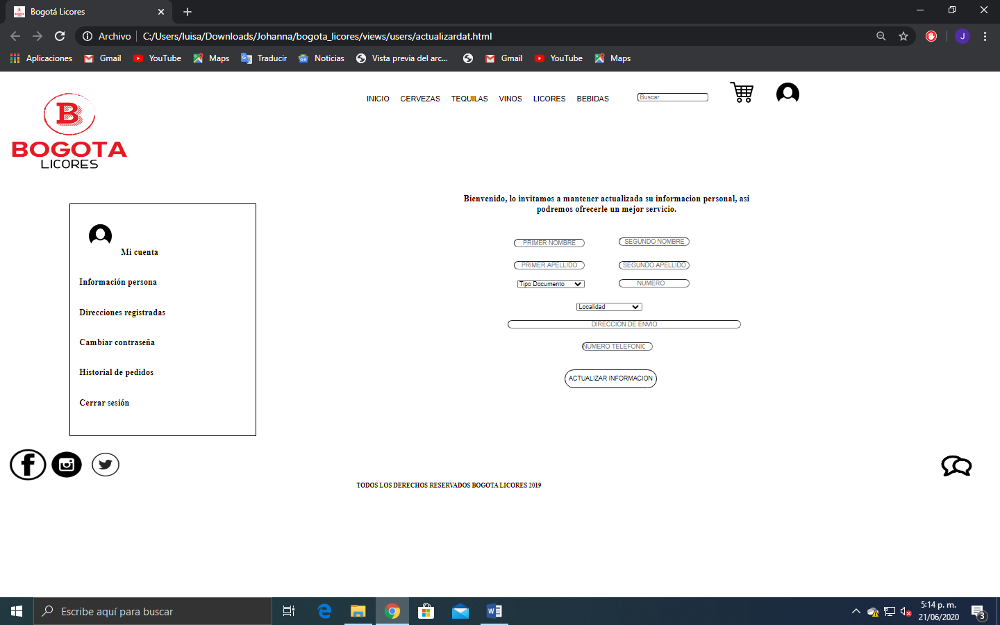 Bogotá Licores
Archivo C:/Users/luisa/Downloads/Johanna/bogota_licores/views/users/actualizardat.html
J
Aplicaciones Gmail YouTube Maps Traducir Noticias Vista previa del arc... Gmail YouTube Maps
INICIO CERVEZAS TEQUILAS VINOS LICORES BEBIDAS Buscar
B
BOGOTA
LICORES
Bienvenido, lo invitamos a mantener actualizada su informacion personal, asi
podremos ofrecerle un mejor servicio.
Mi cuenta
Información persona
Direcciones registradas
Cambiar contraseña
Historial de pedidos
Cerrar sesión
PRIMER NOMBRE SEGUNDO NOMBRE
PRIMER APELLIDO SEGUNDO APELLIDO
Tipo Documento NUMERO
Localidad
DIRECCION DE ENVIO
NUMERO TELEFONIC
ACTUALIZAR INFORMACION
TODOS LOS DERECHOS RESERVADOS BOGOTA LICORES 2019
Escribe aquí para buscar
5:14 p. m.
21/06/2020
3